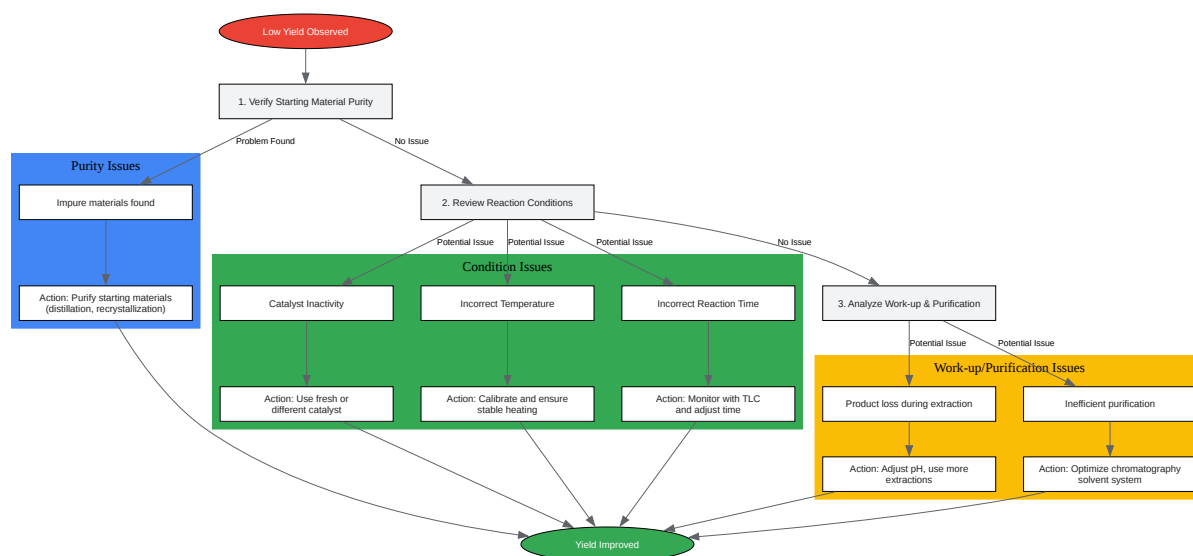 Low Yield Observed
1. Verify Starting Material Purity
Problem Found
No Issue
Purity Issues
Impure materials found
2. Review Reaction Conditions
Potential Issue
Potential Issue
Potential Issue
No Issue
Condition Issues
Action: Purify starting materials
(distillation, recrystallization)
Catalyst Inactivity
Incorrect Temperature
Incorrect Reaction Time
3. Analyze Work-up & Purification
Potential Issue
Potential Issue
Work-up/Purification Issues
Action: Use fresh or
different catalyst
Action: Calibrate and ensure
stable heating
Action: Monitor with TLC
and adjust time
Product loss during extraction
Inefficient purification
Action: Adjust pH, use more
extractions
Action: Optimize chromatography
solvent system
Yield Improved